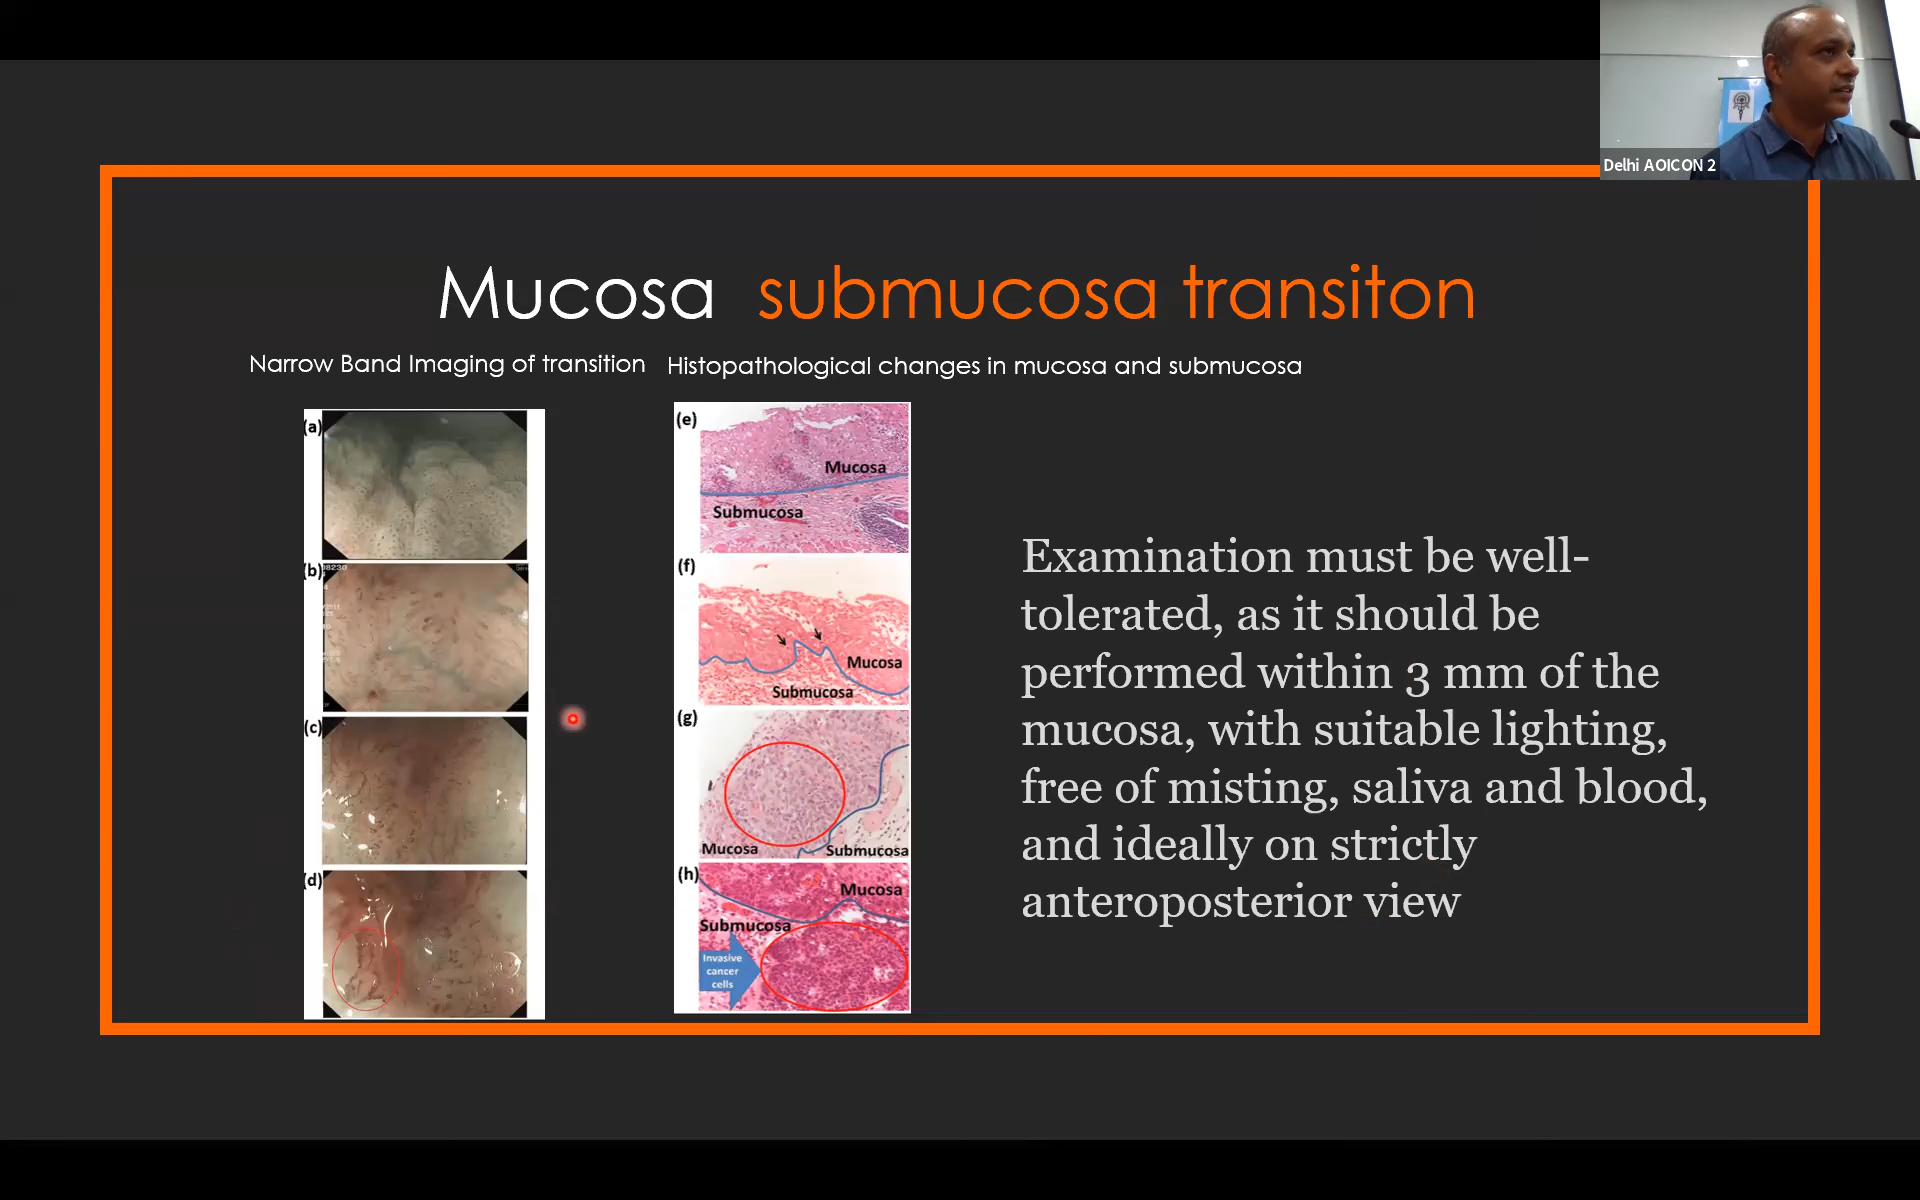 Delhi AOICON 2
Mucosa submucosa transiton
Narrow Band Imaging of transition
Histopathological changes in mucosa and submucosa
(a)
(b)
08230
(c)
(d)
(e)
Mucosa
Submucosa
(f)
Mucosa
Submucosa
(g)
Mucosa
Submucosa
(h)
Mucosa
Submucosa
Invasive
cancer
cells
Examination must be well-
tolerated, as it should be
performed within 3 mm of the
mucosa, with suitable lighting,
free of misting, saliva and blood,
and ideally on strictly
anteroposterior view